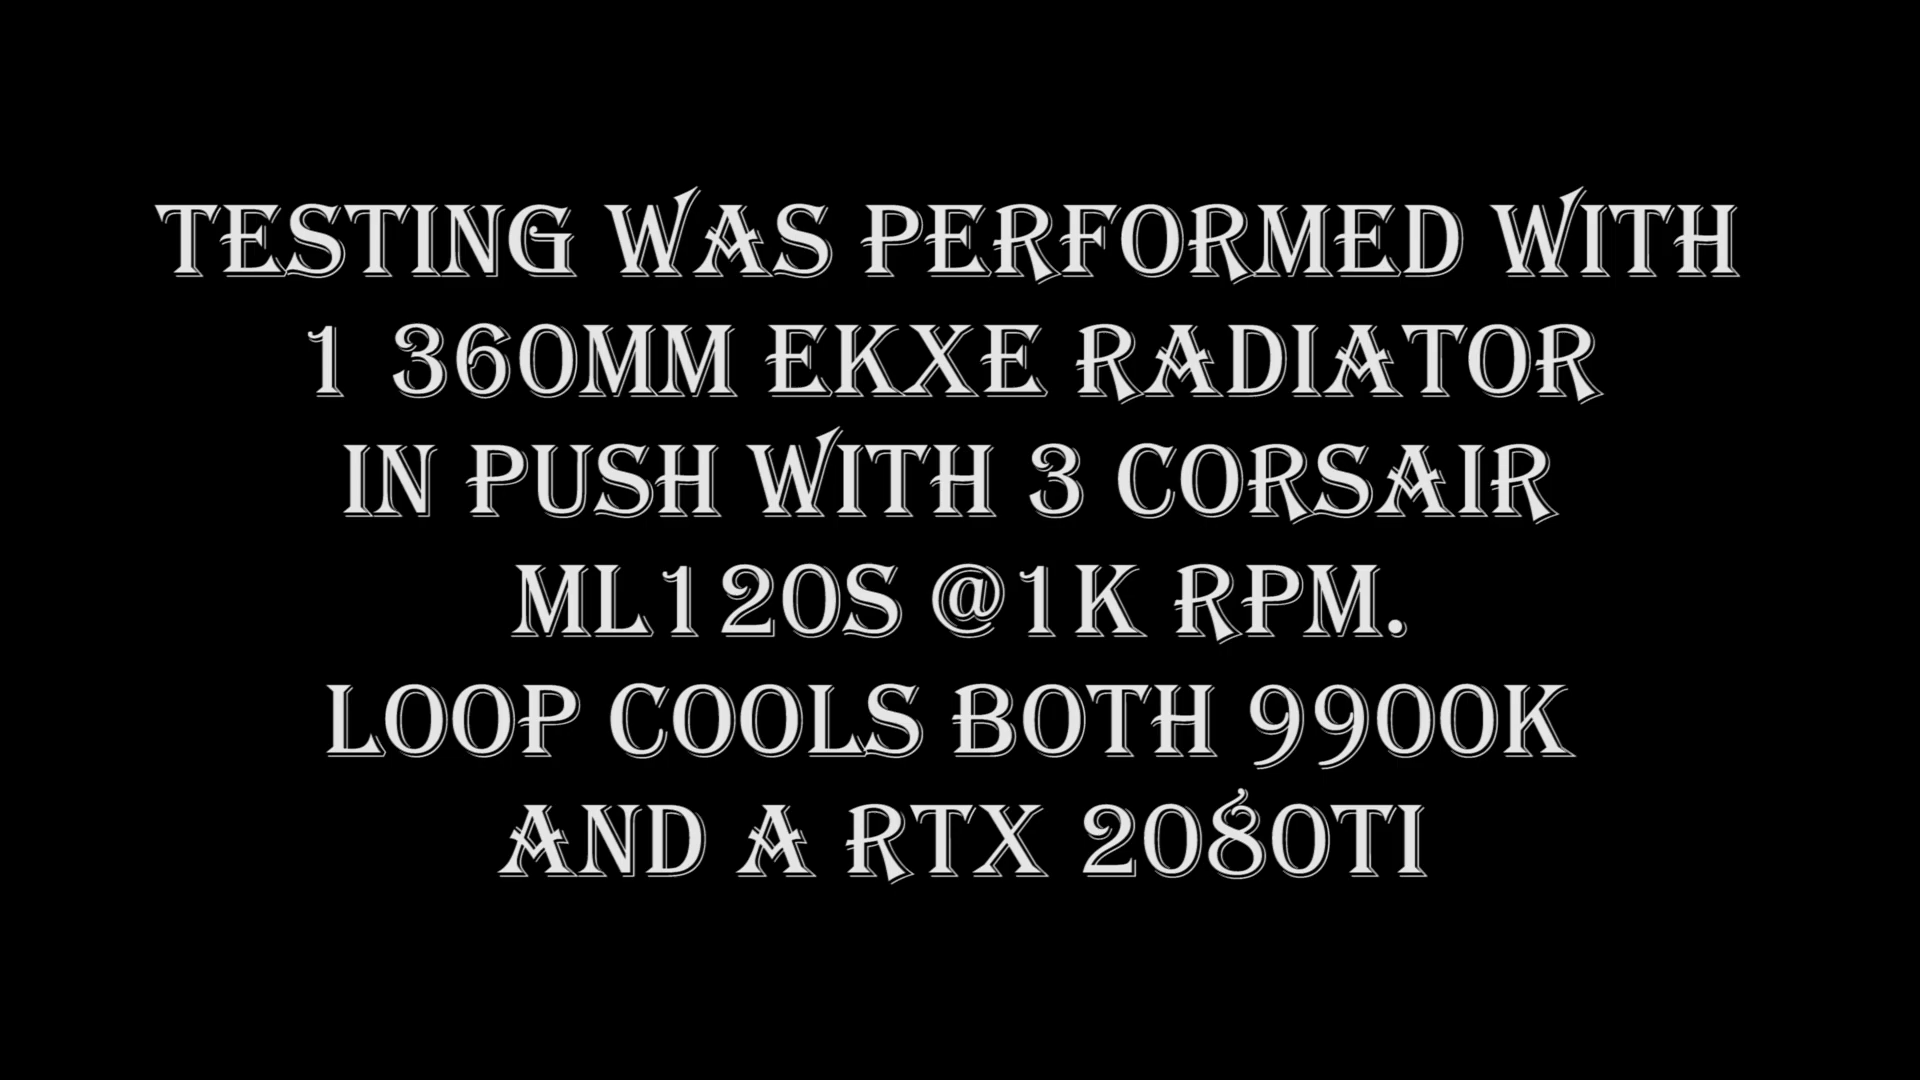 TESTING WAS PERFORMED WITH
1 360MM EKXE RADIATOR
IN PUSH WITH 3 CORSAIR
ML120S @1K RPM.
LOOP COOLS BOTH 9900K
AND A RTX 2080TI